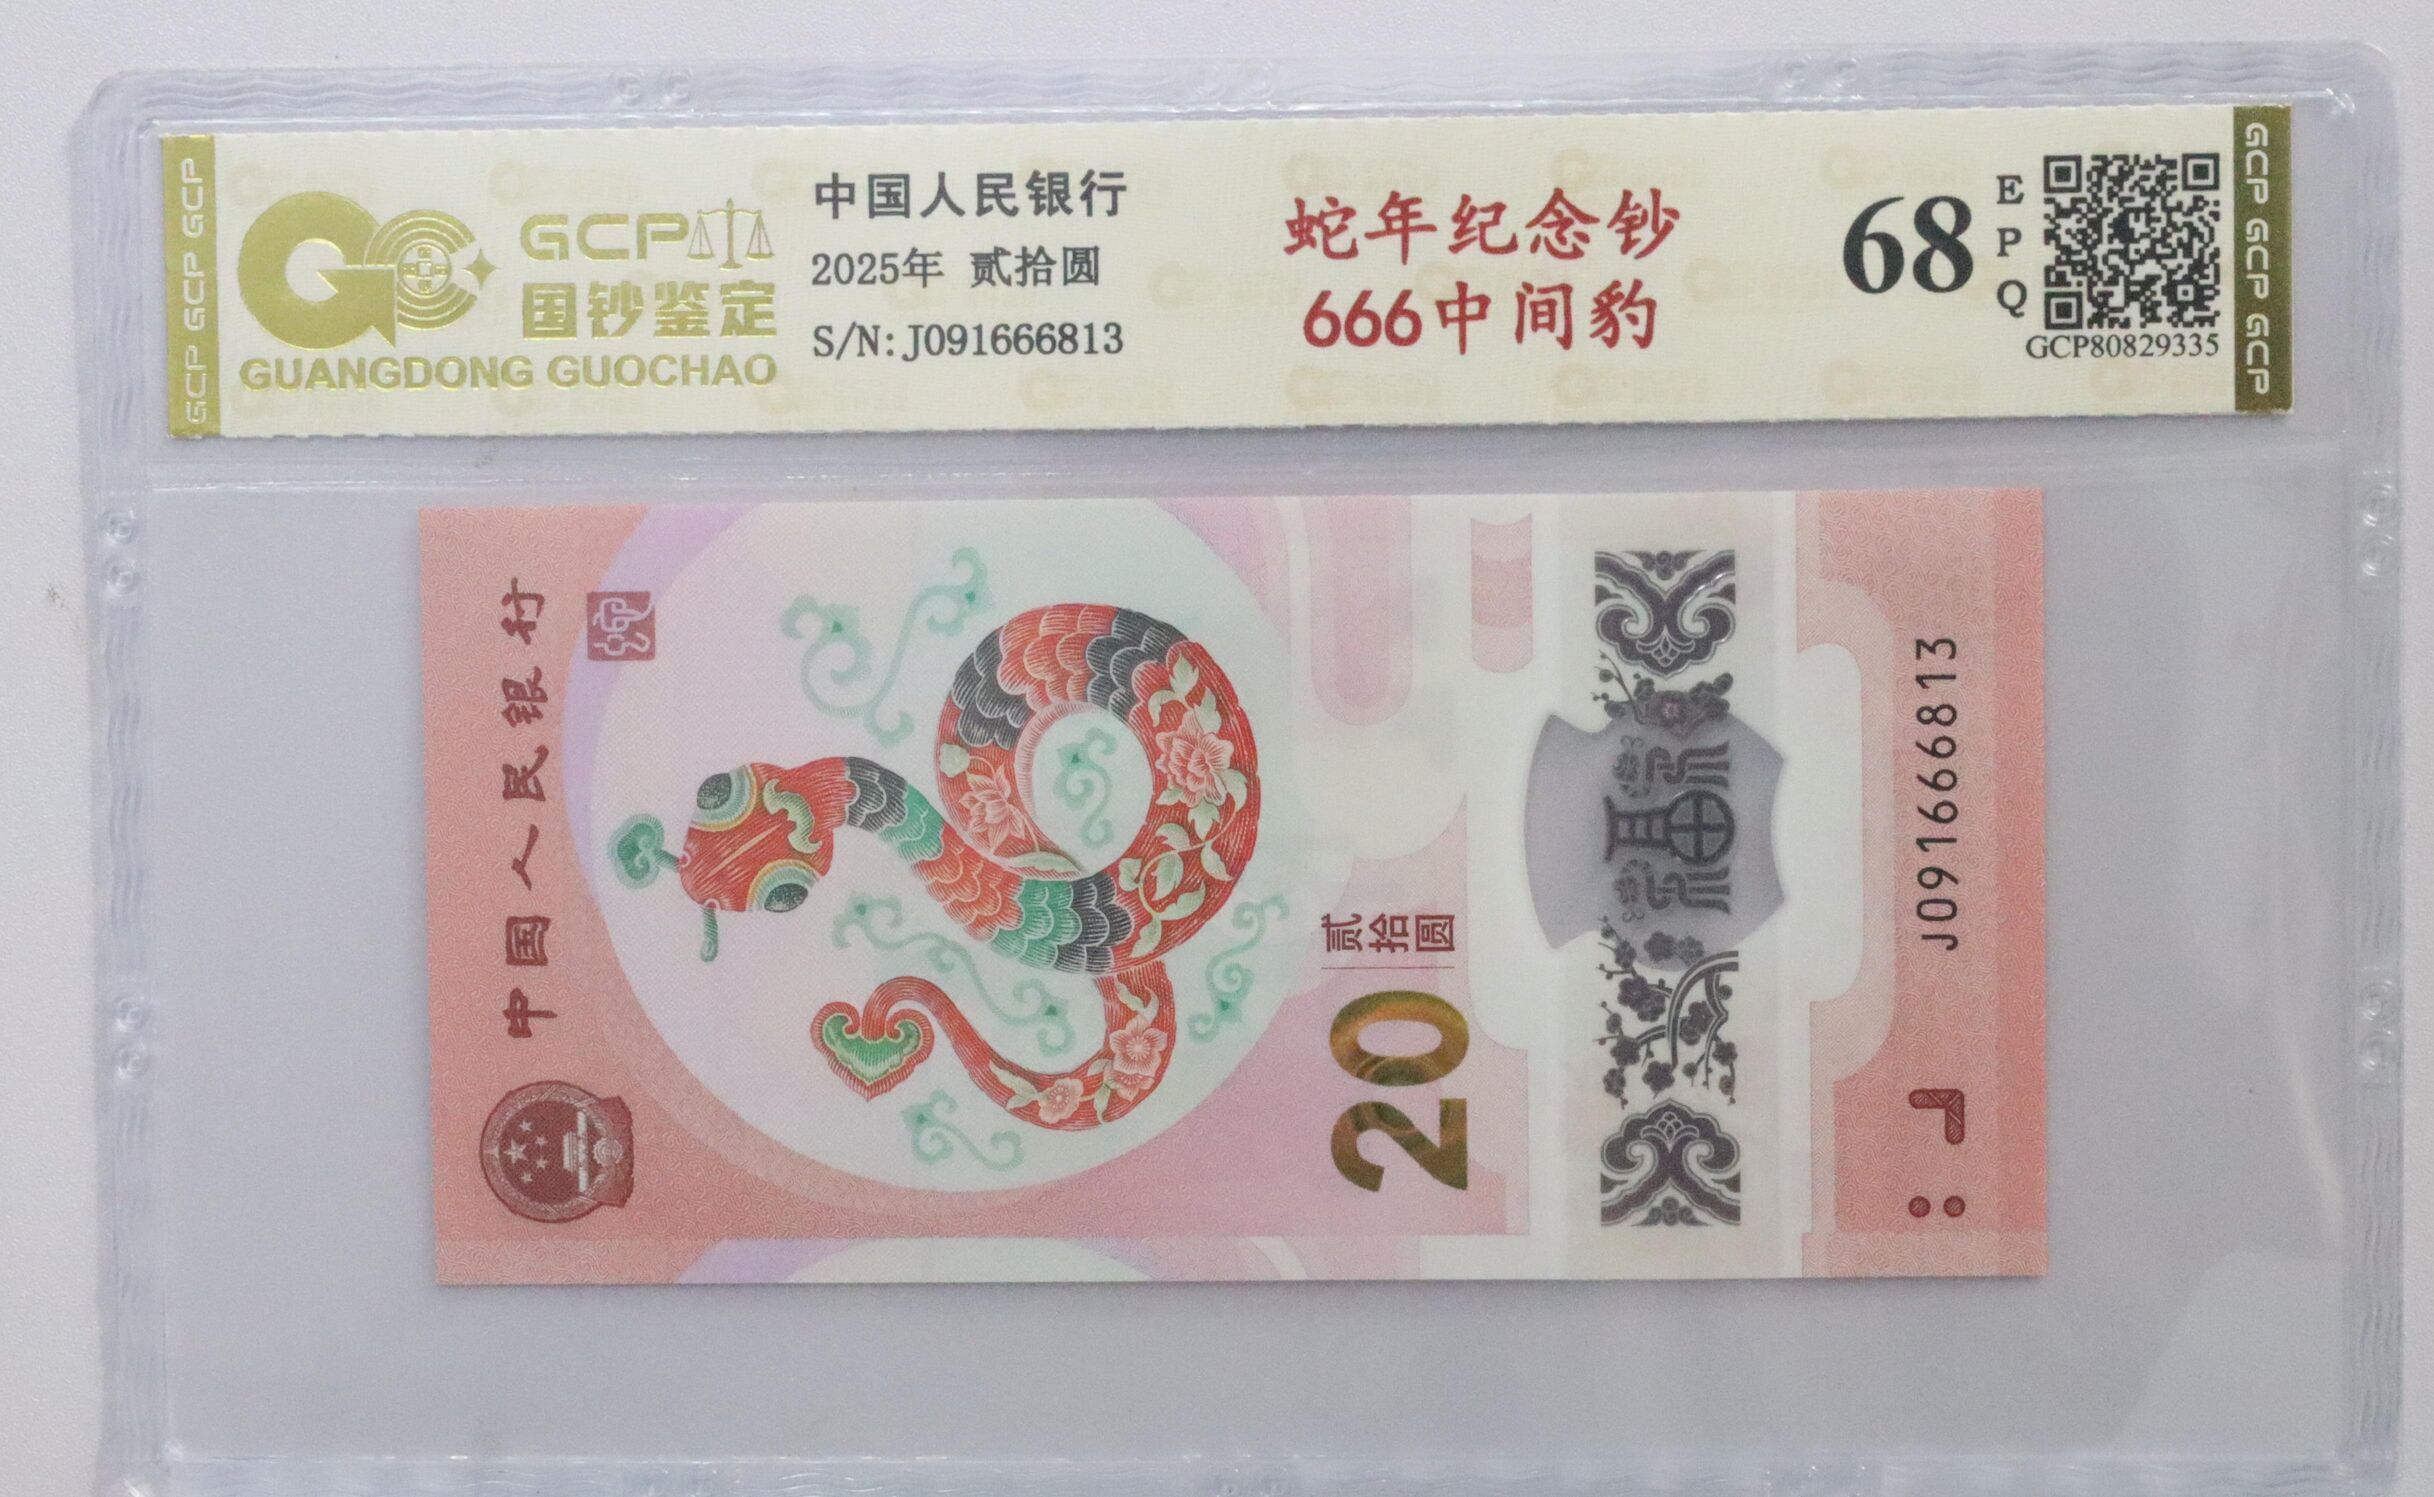 GCP GCP GCP
GCP
国钞鉴定
GUANGDONG GUOCHAO
中国人民银行
2025年 贰拾圆
S/N: J091666813
蛇年纪念钞
666中间豹
68
EPQ
GCP80829335
GCP GCP GCP
中国人民银行
贰拾圆
20
福
J091666813